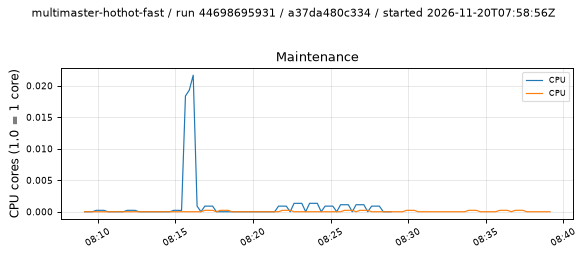 multimaster-hothot-fast / run 44698695931 / a37da480c334 / started 2026-11-20T07:58:56Z
Maintenance
CPU cores (1.0 = 1 core)
0.020
0.015
0.010
0.005
0.000
CPU
CPU
08:10
08:15
08:20
08:25
08:30
08:35
08:40